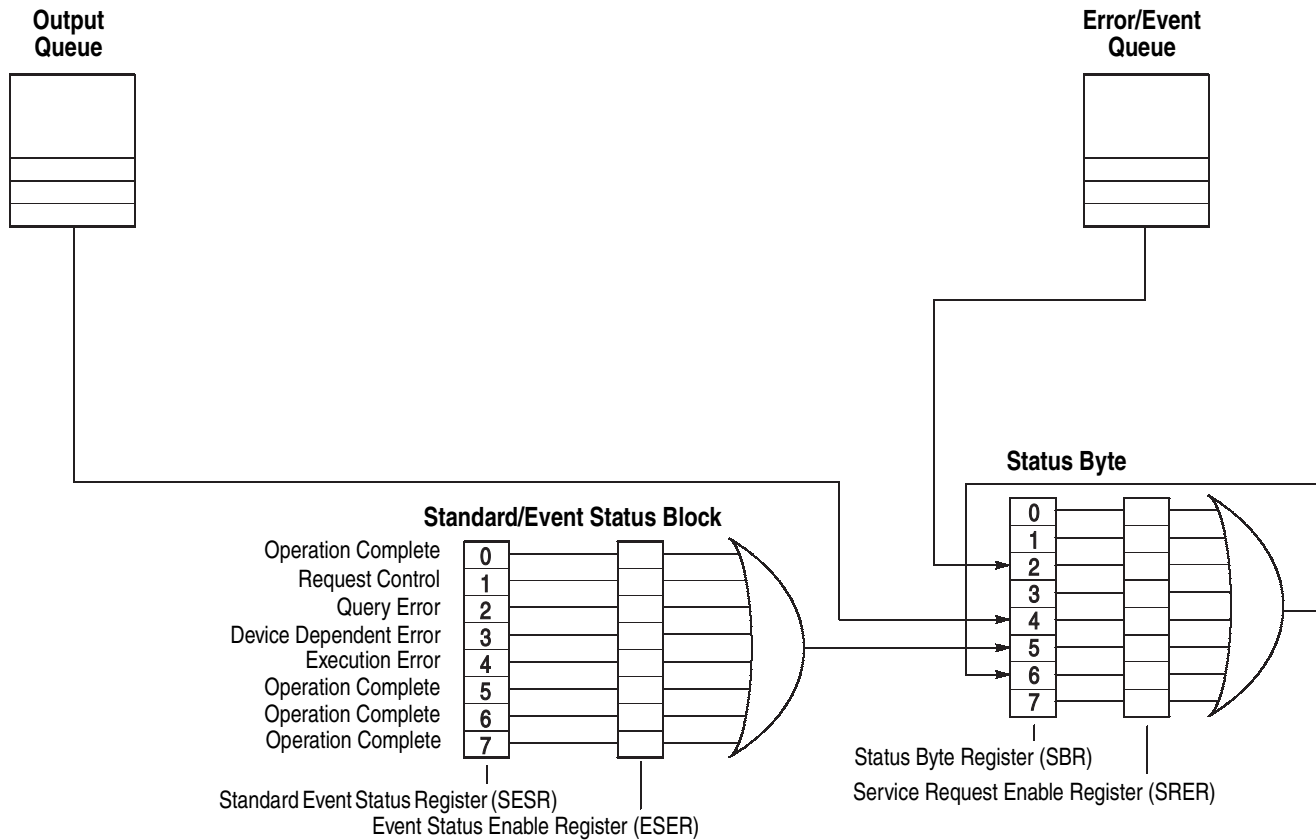 Output
Queue
Error/Event
Queue
Status Byte
0
1
2
3
4
5
6
7
Status Byte Register (SBR)
Service Request Enable Register (SRER)
Standard/Event Status Block
Operation Complete 0
Request Control 1
Query Error 2
Device Dependent Error 3
Execution Error 4
Operation Complete 5
Operation Complete 6
Operation Complete 7
Standard Event Status Register (SESR)
Event Status Enable Register (ESER)